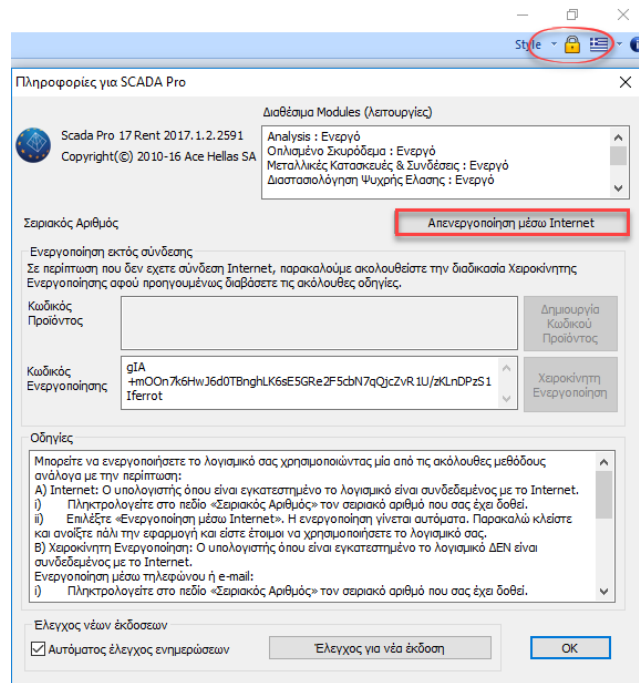 Style
Πληροφορίες για SCADA Pro
Διαθέσιμα Modules (λειτουργίες)
Scada Pro 17 Rent 2017.1.2.2591
Copyright(©) 2010-16 Ace Hellas SA
Analysis : Ενεργό
Οπλισμένο Σκυρόδεμα : Ενεργό
Μεταλλικές Κατασκευές & Συνδέσεις : Ενεργό
Διαστασιολόγηση Ψυχρής Ελασης : Ενεργό
Σειριακός Αριθμός
Απενεργοποίηση μέσω Internet
Ενεργοποίηση εκτός σύνδεσης
Σε περίπτωση που δεν εχετε σύνδεση Internet, παρακαλούμε ακολουθείστε την διαδικασία Χειροκίνητης
Ενεργοποίησης αφού προηγουμένως διαβάσετε τις ακόλουθες οδηγίες.
Κωδικός
Προϊόντος
Δημιουργία
Κωδικού
Προϊόντος
Κωδικός
Ενεργοποίησης
gIA
+mOOn7k6HwJ6d0TBnghLK6sE5GRe2F5cbN7qQjcZvR1U/zKLnDPzS1
Iferrot
Χειροκίνητη
Ενεργοποίηση
Οδηγίες
Μπορείτε να ενεργοποιήσετε το λογισμικό σας χρησιμοποιώντας μία από τις ακόλουθες μεθόδους
ανάλογα με την περίπτωση:
Α) Internet: Ο υπολογιστής όπου είναι εγκατεστημένο το λογισμικό είναι συνδεδεμένος με το Internet.
i) Πληκτρολογείτε στο πεδίο «Σειριακός Αριθμός» τον σειριακό αριθμό που σας έχει δοθεί.
ii) Επιλέξτε «Ενεργοποίηση μέσω Internet». Η ενεργοποίηση γίνεται αυτόματα. Παρακαλώ κλείστε
και ανοίξτε πάλι την εφαρμογή και είστε έτοιμοι να χρησιμοποιήσετε το λογισμικό σας.
Β) Χειροκίνητη Ενεργοποίηση: Ο υπολογιστής όπου είναι εγκατεστημένο το λογισμικό ΔΕΝ είναι
συνδεδεμένος με το Internet.
Ενεργοποίηση μέσω τηλεφώνου ή e-mail:
i) Πληκτρολογείτε στο πεδίο «Σειριακός Αριθμός» τον σειριακό αριθμό που σας έχει δοθεί.
Έλεγχος νέων έκδοσεων
Αυτόματος έλεγχος ενημερώσεων
Έλεγχος για νέα έκδοση
OK